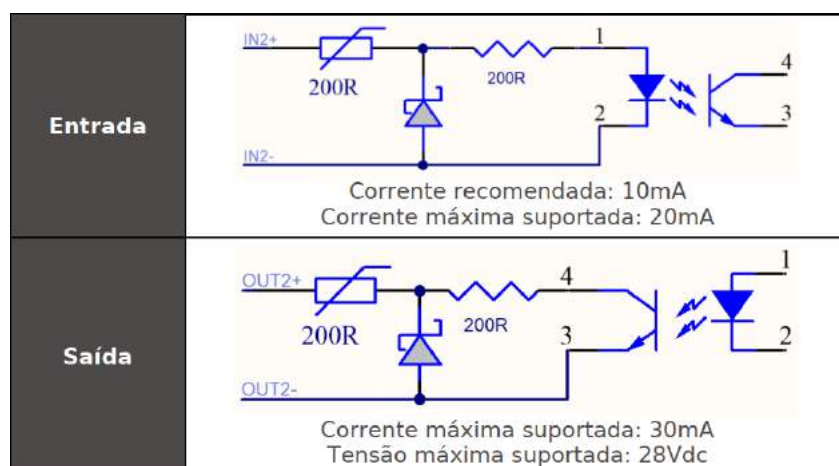 Entrada
IN2+
200R
200R
1
2
4
3
IN2-
Corrente recomendada: 10mA
Corrente máxima suportada: 20mA
Saída
OUT2+
200R
200R
4
3
1
2
OUT2-
Corrente máxima suportada: 30mA
Tensão máxima suportada: 28Vdc